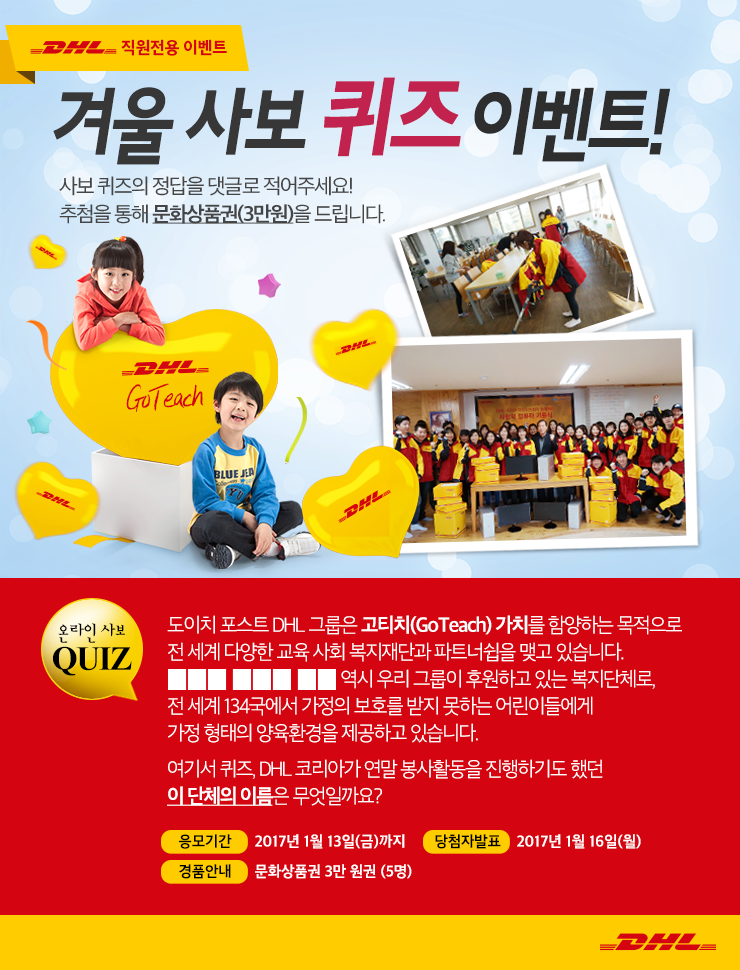 DHL 직원전용 이벤트
겨울 사보 퀴즈 이벤트!
사보 퀴즈의 정답을 댓글로 적어주세요!
추첨을 통해 문화상품권(3만원)을 드립니다.
DHL
DHL
DHL
GoTeach
BLUE JEA
DHL
DHL
온라인 사보
QUIZ
도이치 포스트 DHL 그룹은 고티치(GoTeach) 가치를 함양하는 목적으로
전 세계 다양한 교육 사회 복지재단과 파트너쉽을 맺고 있습니다.
■■■ ■■■ ■■ 역시 우리 그룹이 후원하고 있는 복지단체로,
전 세계 134국에서 가정의 보호를 받지 못하는 어린이들에게
가정 형태의 양육환경을 제공하고 있습니다.
여기서 퀴즈, DHL 코리아가 연말 봉사활동을 진행하기도 했던
이 단체의 이름은 무엇일까요?
응모기간 2017년 1월 13일(금)까지 당첨자발표 2017년 1월 16일(월)
경품안내 문화상품권 3만 원권 (5명)
DHL